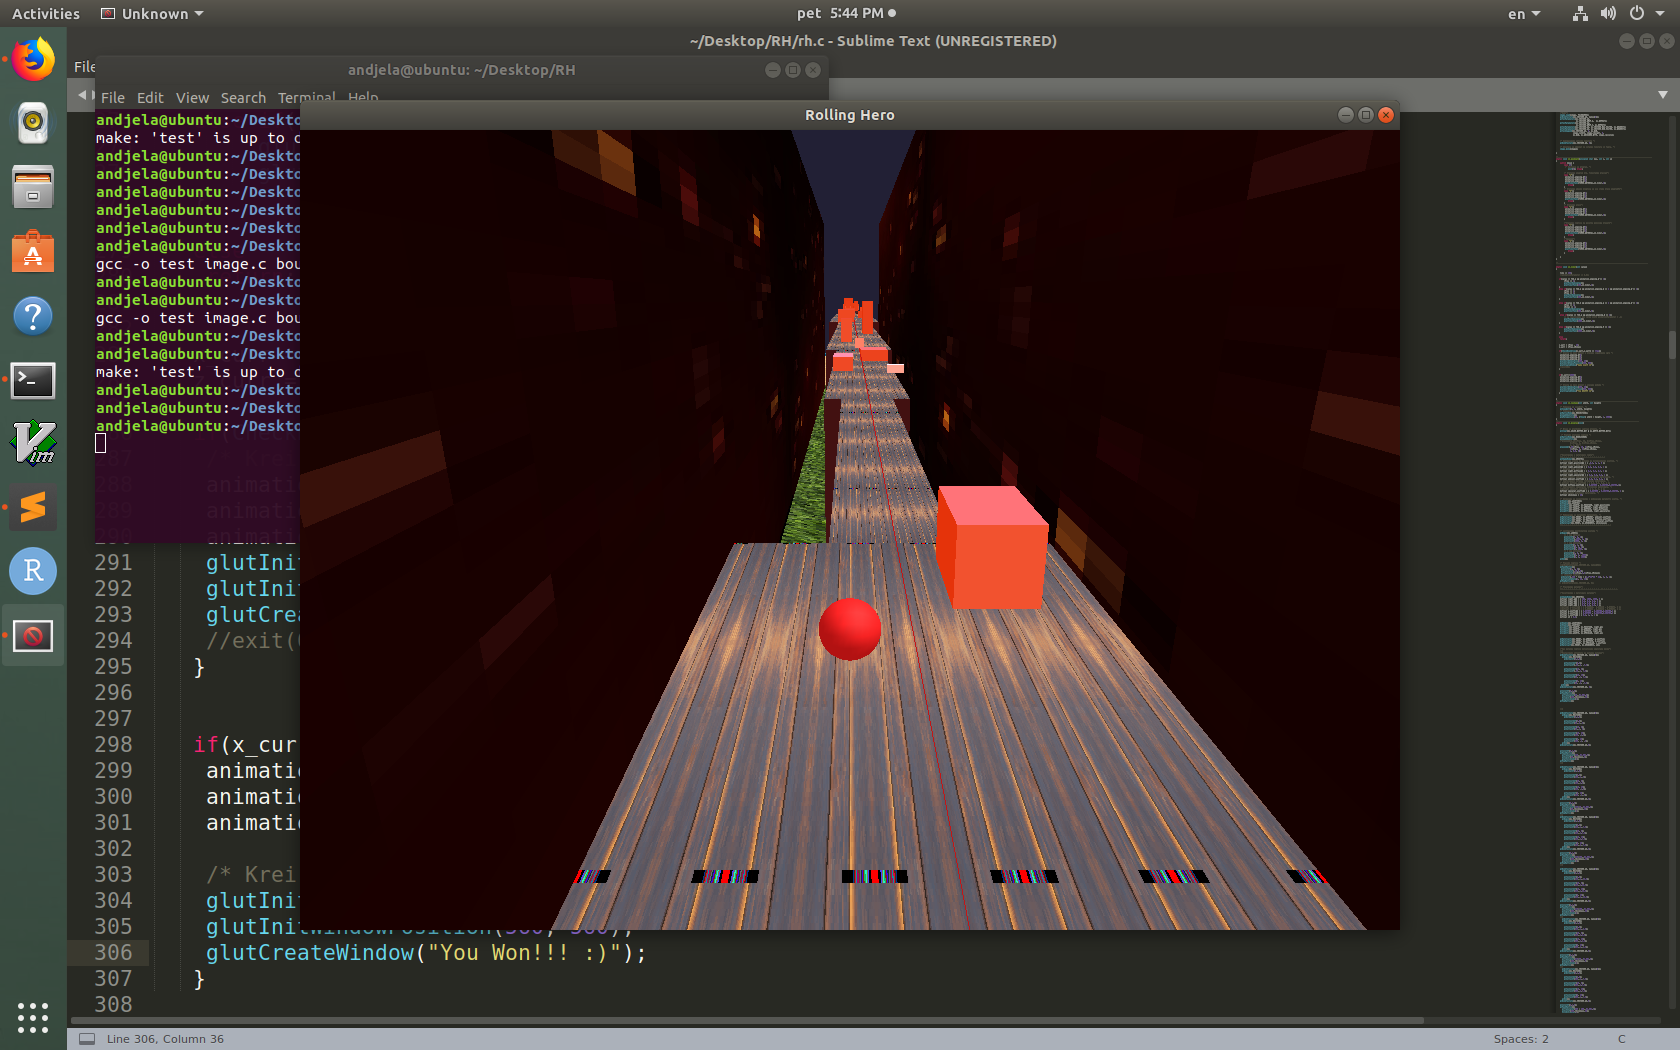 Activities
Unknown
pet 5:44 PM
en
~/Desktop/RH/rh.c - Sublime Text (UNREGISTERED)
File
andjela@ubuntu: ~/Desktop/RH
File Edit View Search Terminal Help
Rolling Hero
andjela@ubuntu:~/Deskto
make: 'test' is up to
andjela@ubuntu:~/Deskto
andjela@ubuntu:~/Deskto
andjela@ubuntu:~/Deskto
andjela@ubuntu:~/Deskto
andjela@ubuntu:~/Deskto
andjela@ubuntu:~/Deskto
gcc -o test image.c bou
andjela@ubuntu:~/Deskto
andjela@ubuntu:~/Deskto
gcc -o test image.c bou
andjela@ubuntu:~/Deskto
andjela@ubuntu:~/Deskto
make: 'test' is up to
andjela@ubuntu:~/Deskto
andjela@ubuntu:~/Deskto
andjela@ubuntu:~/Deskto
291 glutIni
292 glutIni
293 glutCrea
294 //exit(
295 }
296
297
298 if(x_cur
299 animatio
300 animatio
301 animatio
302
303 /* Krei
304 glutIni
305 glutInitWindowPosition(
306 glutCreateWindow("You Won!!! :)");
307 }
308
Line 306, Column 36
Spaces: 2
C